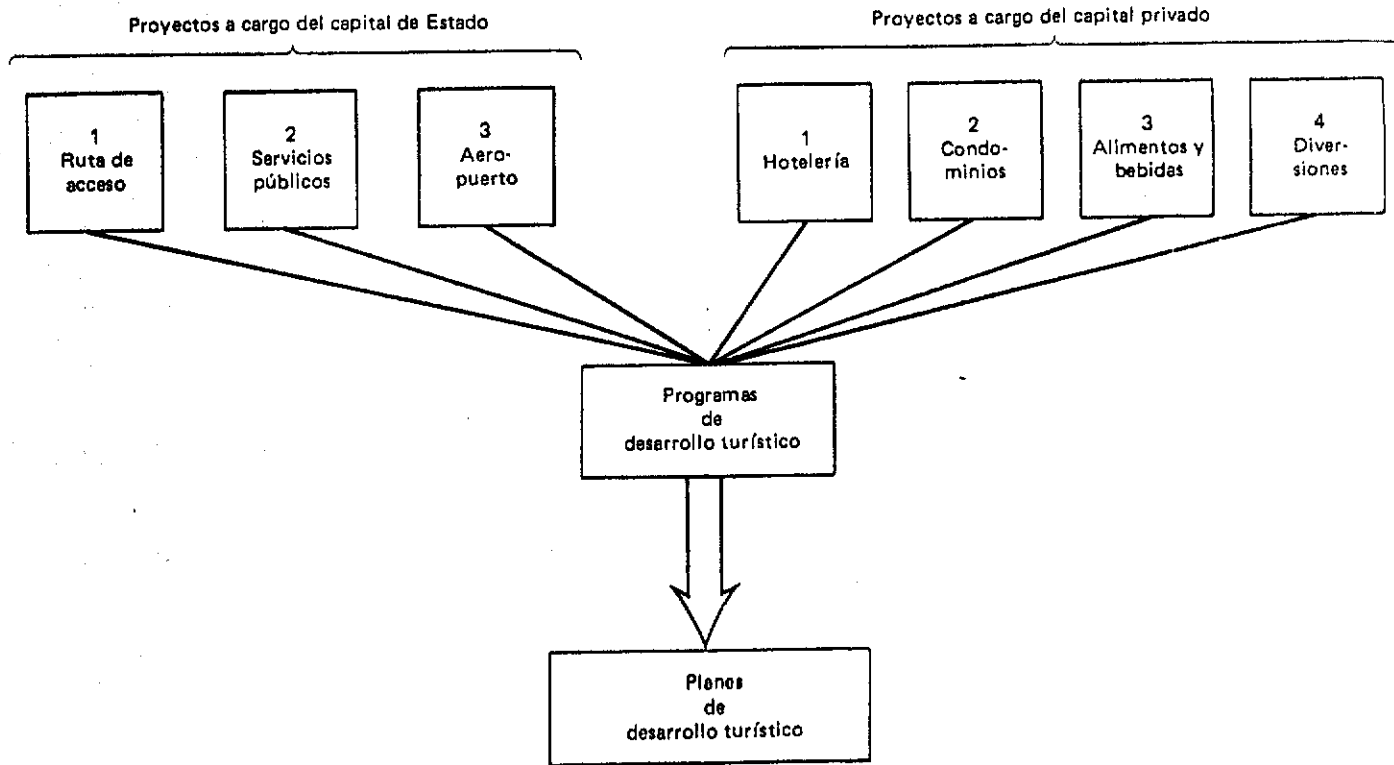 Proyectos a cargo del capital de Estado
Proyectos a cargo del capital privado
1
Ruta de
acceso
2
Servicios
públicos
3
Aero-
puerto
1
Hotelería
2
Condo-
minios
3
Alimentos y
bebidas
4
Diver-
siones
Programas
de
desarrollo turístico
Planes
de
desarrollo turístico